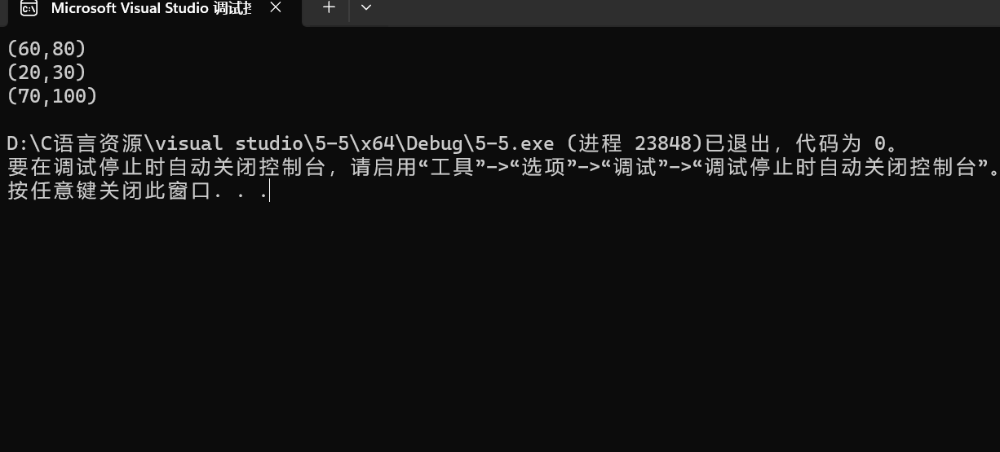 Microsoft Visual Studio 调试
(60,80)
(20,30)
(70,100)
D:\C语言资源\visual studio\5-5\x64\Debug\5-5.exe (进程 23848)已退出，代码为 0。
要在调试停止时自动关闭控制台，请启用“工具”->“选项”->“调试”->“调试停止时自动关闭控制台”。
按任意键关闭此窗口. . .